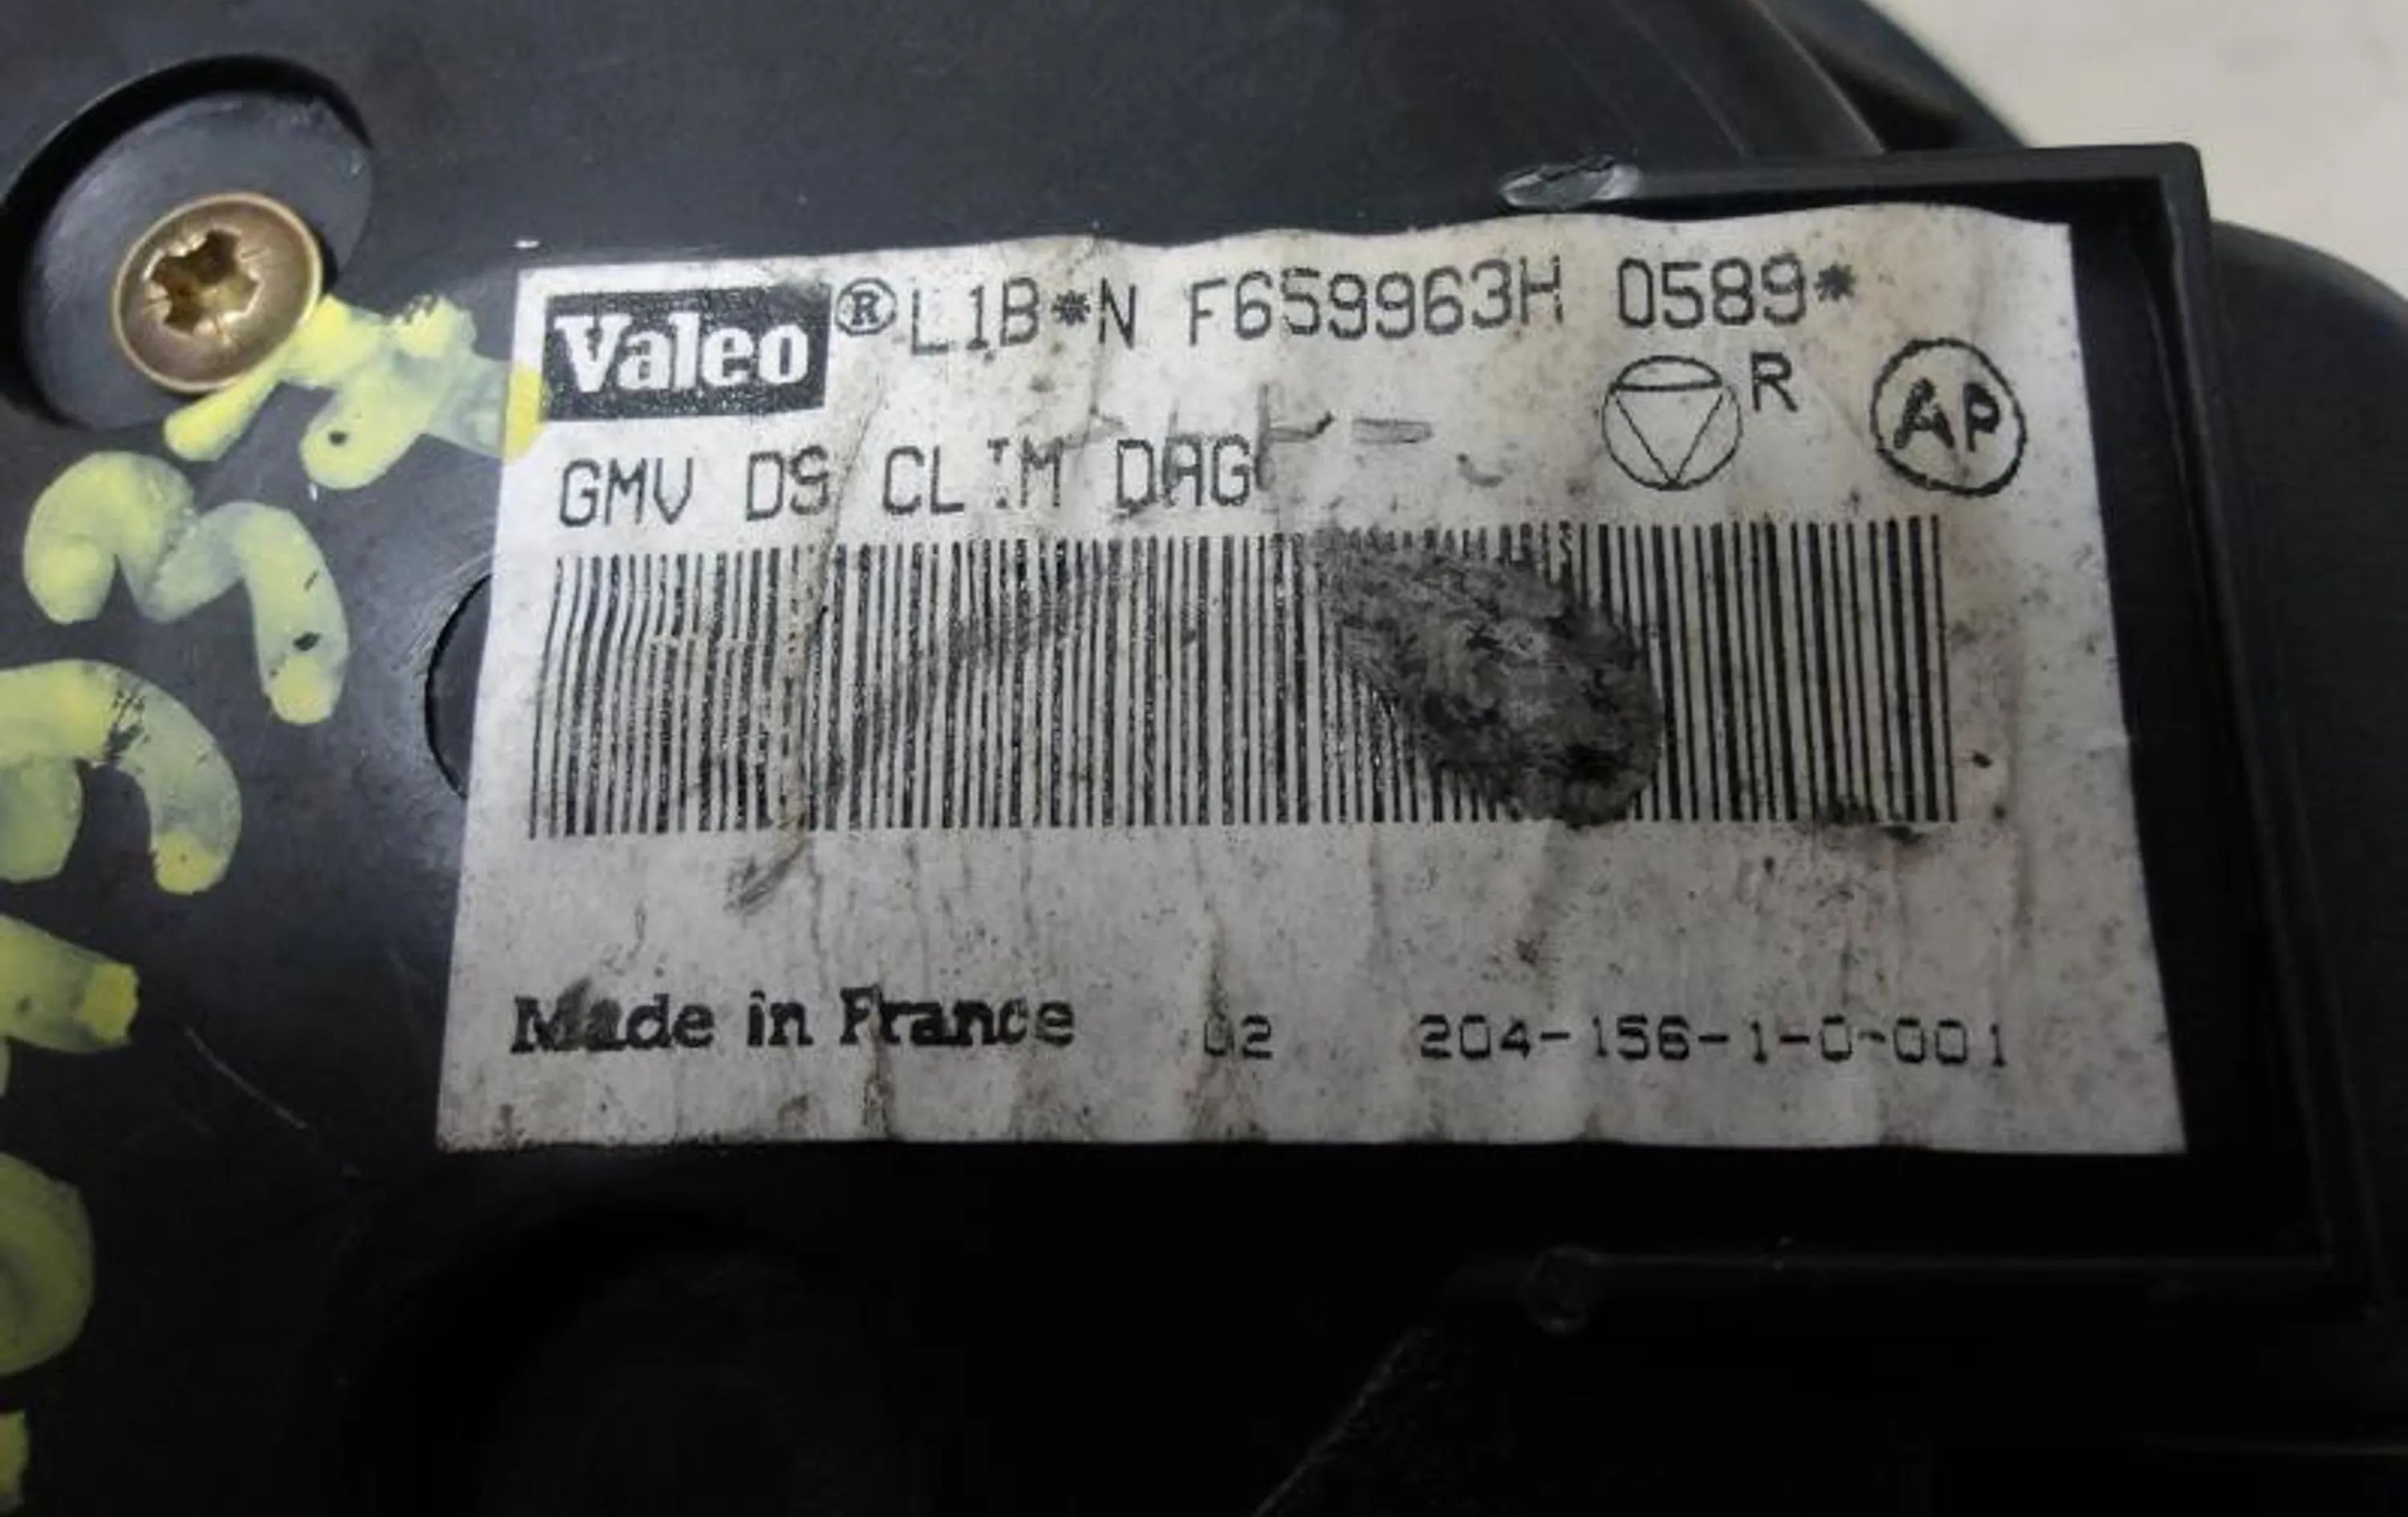 Valeo ® L1B*N F659963H 0589*
R AP
GMV DS CLIM DAG
Made in France 02 204-156-1-0-001